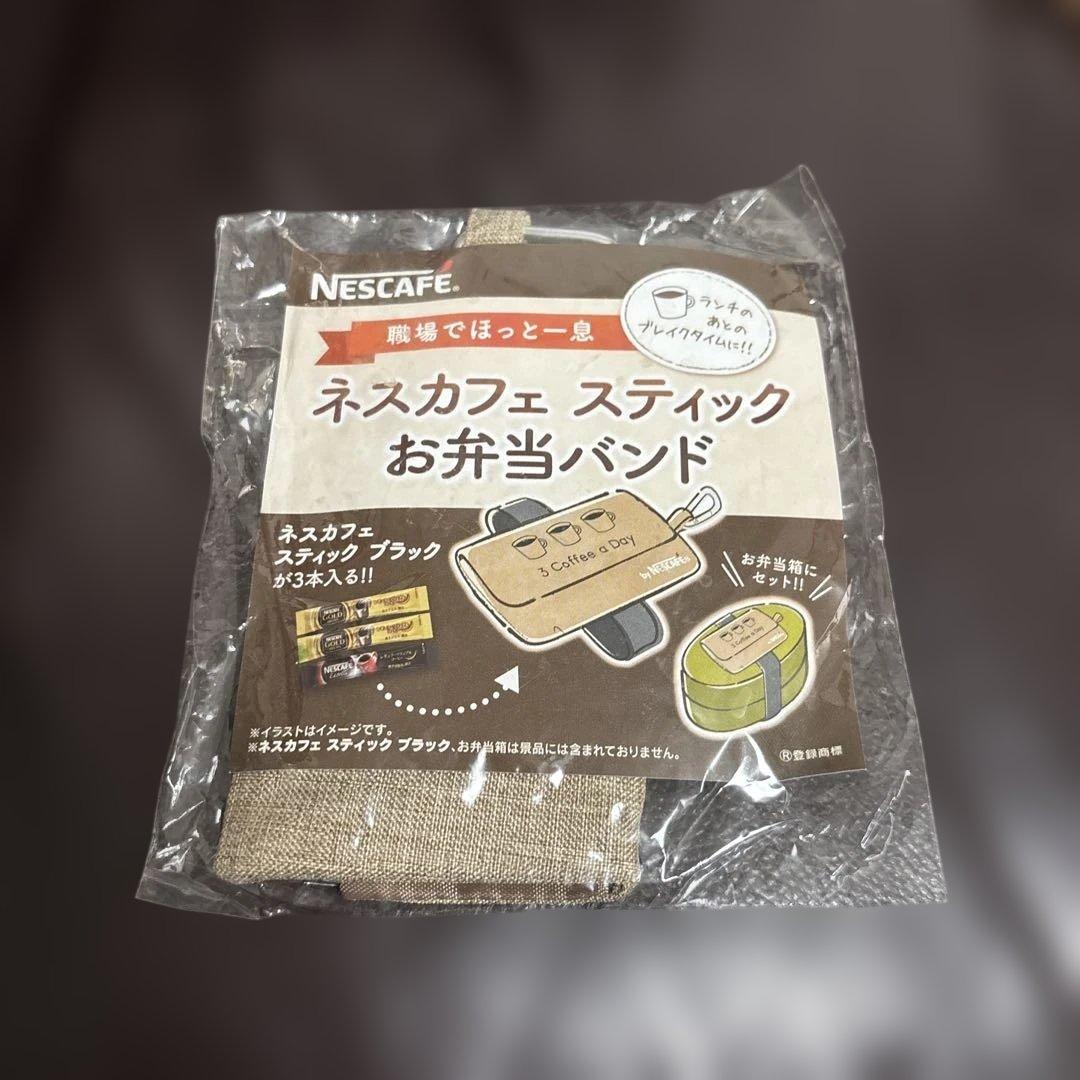 NESCAFÉ®
職場でほっと一息
ランチの
あとの
ブレイクタイムに!!
ネスカフェ スティック
お弁当バンド
ネスカフェ
スティック ブラック
が3本入る!!
3 Coffee a Day
by NESCAFÉ®
お弁当箱に
セット!!
3 Coffee a Day
GOLD
GOLD
NESCAFÉ
※イラストはイメージです。
※ネスカフェ スティック ブラック、お弁当箱は景品には含まれておりません。
®登録商標